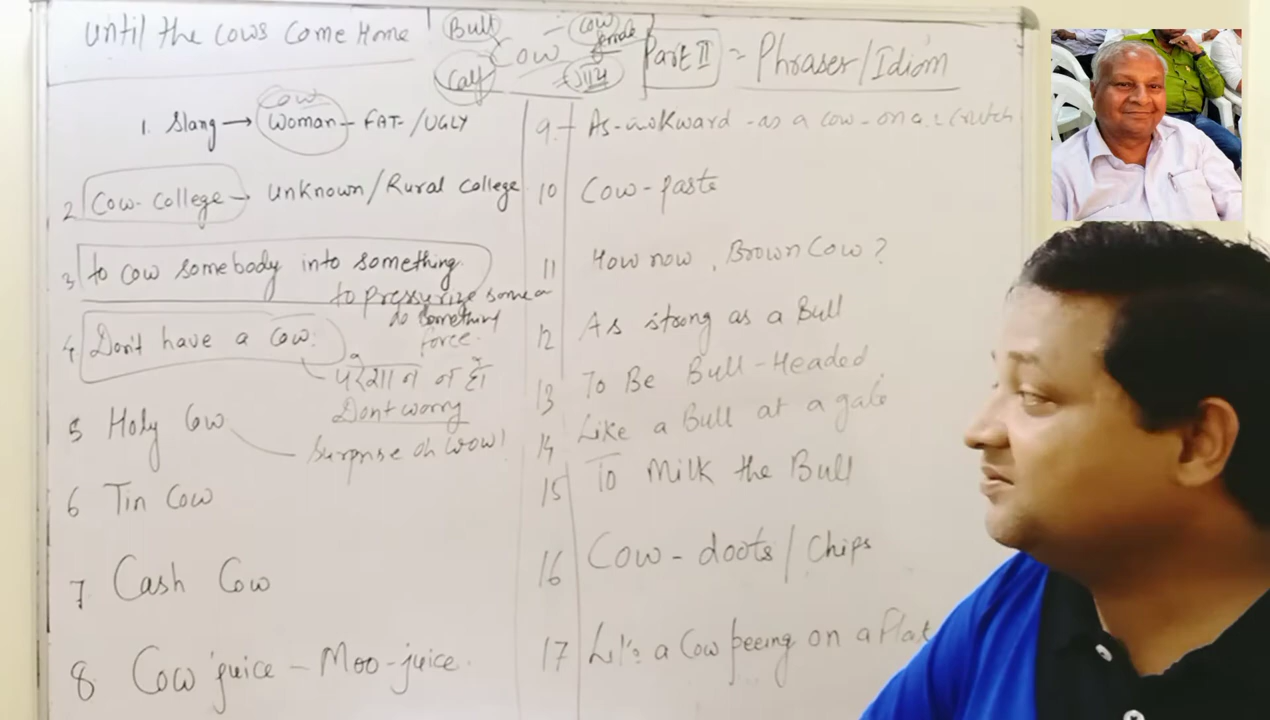 Until the cows come Home
Bull
Calf
Cow
Cow
गाय
Part II = Phrases/Idiom
Cow
1. Slang → Woman - FAT-/UGLY
2 Cow-college → Unknown/Rural College
3 to cow somebody into something
to pressurize some
do something
force.
4 Don't have a cow.
परेशान न हों
Dont worry
5 Holy Cow
Surprise oh wow!
6 Tin Cow
7 Cash Cow
8 Cow juice - Moo-juice.
9 - As-awkward-as a cow-on a crutch
10 Cow-paste
11 How now, Brown Cow?
12 As strong as a Bull
13 To Be Bull-Headed
14 Like a Bull at a gate
15 To Milk the Bull
16 Cow-doots/Chips
17 a Cow peeing on a Flat